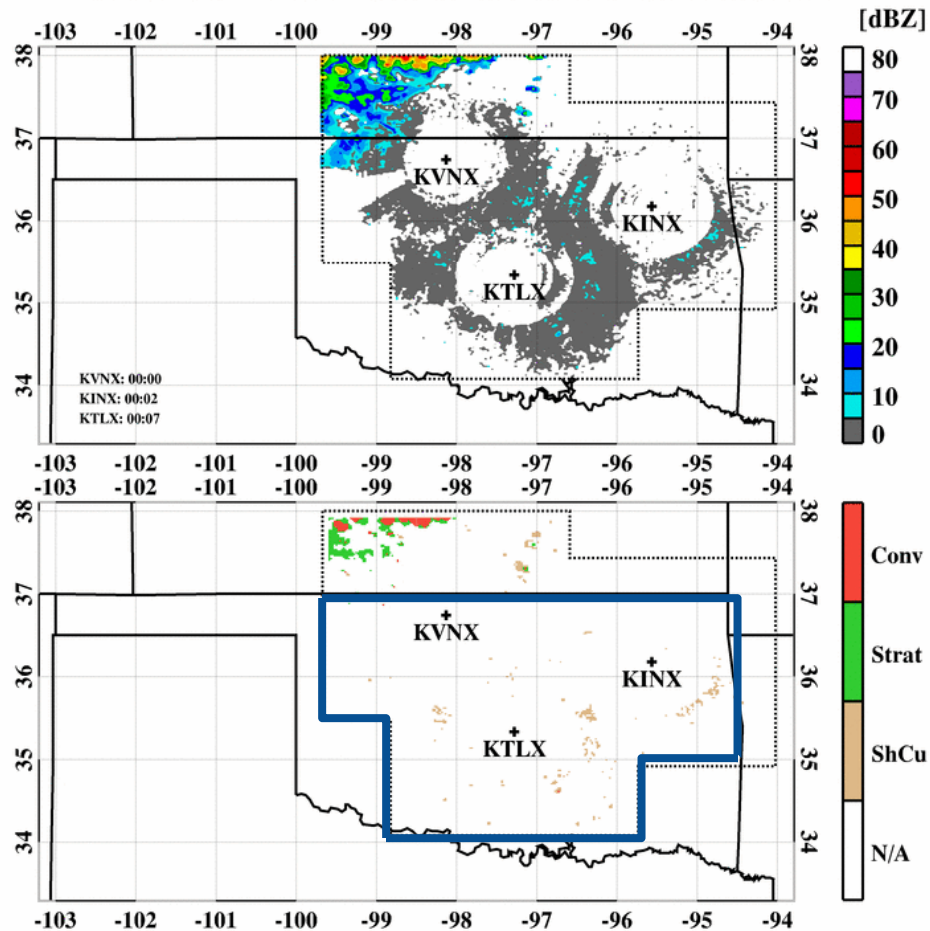 [dBZ]
-103 -102 -101 -100 -99 -98 -97 -96 -95 -94
38 38 80
70
37 37
60
KVNX
36 KINX 36 50
KTLX 40
35 35
30
34 34 20
KVNX: 00:00
KINX: 00:02 10
KTLX: 00:07
0
-103 -102 -101 -100 -99 -98 -97 -96 -95 -94
-103 -102 -101 -100 -99 -98 -97 -96 -95 -94
38 38
Conv
37 37
KVNX
Strat
36 KINX 36
KTLX
35 35 ShCu
34 34
N/A
-103 -102 -101 -100 -99 -98 -97 -96 -95 -94